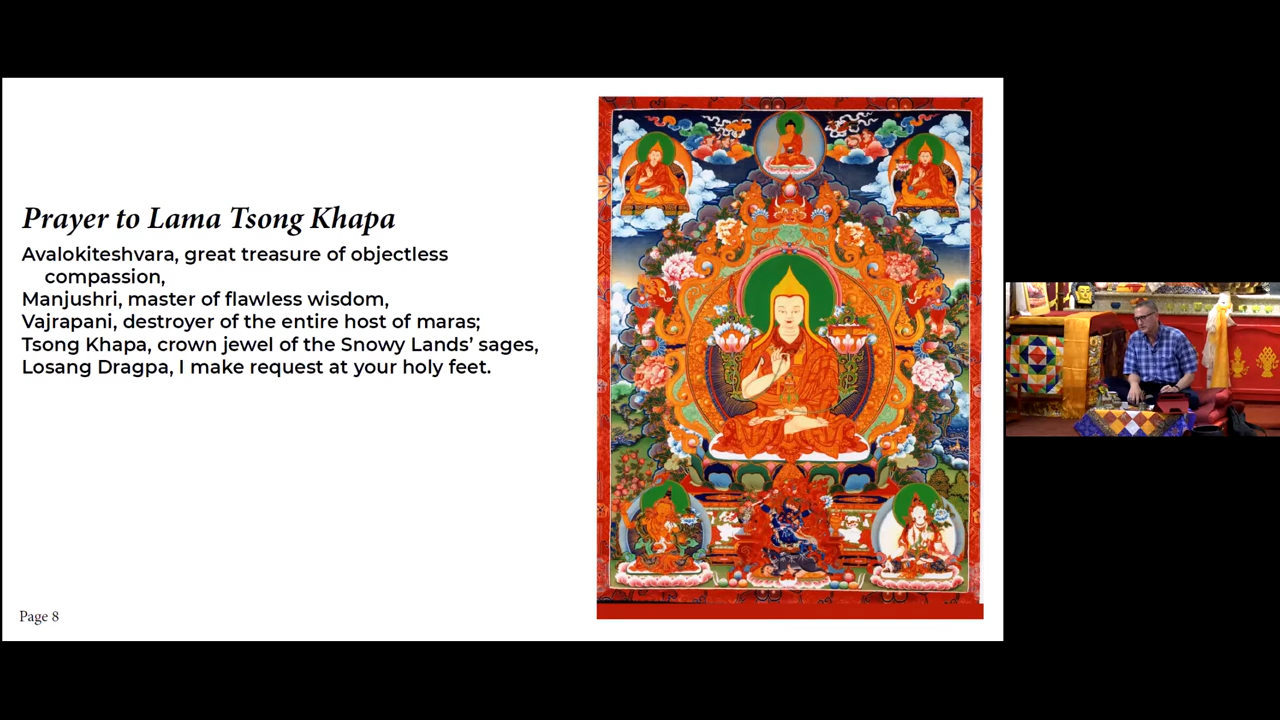 Prayer to Lama Tsong Khapa
Avalokiteshvara, great treasure of objectless
compassion,
Manjushri, master of flawless wisdom,
Vajrapani, destroyer of the entire host of maras;
Tsong Khapa, crown jewel of the Snowy Lands’ sages,
Losang Dragpa, I make request at your holy feet.
Page 8